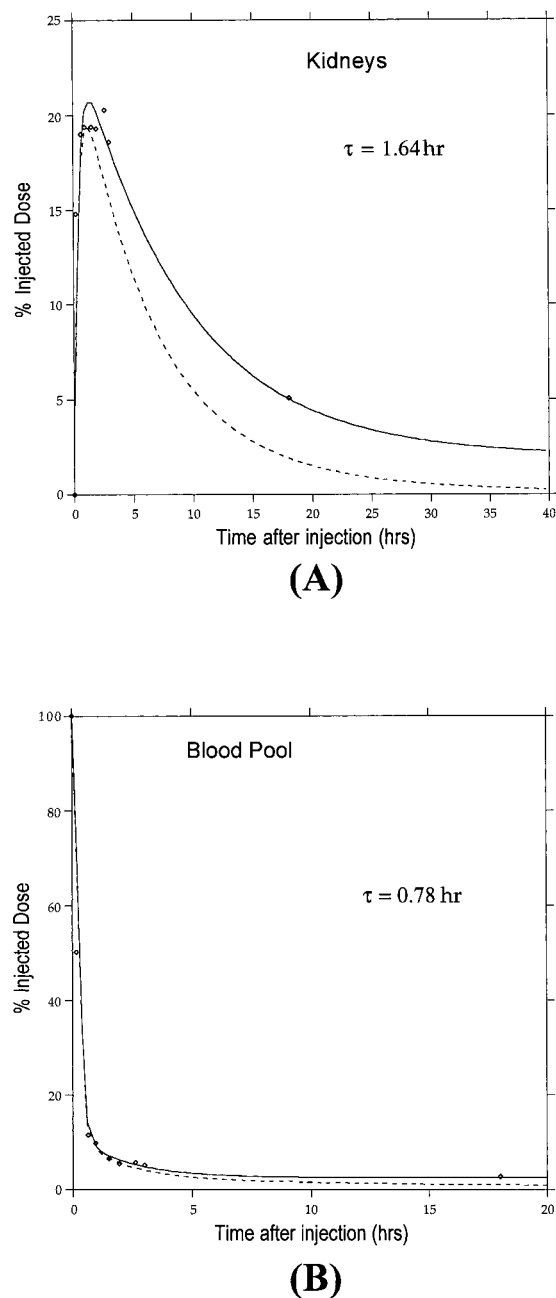 25
Kidneys
20
τ = 1.64 hr
15
% Injected Dose
10
5
0
0 5 10 15 20 25 30 35 40
Time after injection (hrs)
(A)
100
Blood Pool
80
τ = 0.78 hr
60
% Injected Dose
40
20
0
0 5 10 15 20
Time after injection (hrs)
(B)